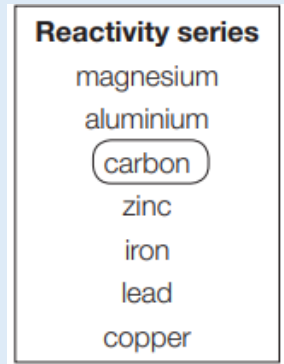 Reactivity series
magnesium
aluminium
carbon
zinc
iron
lead
copper